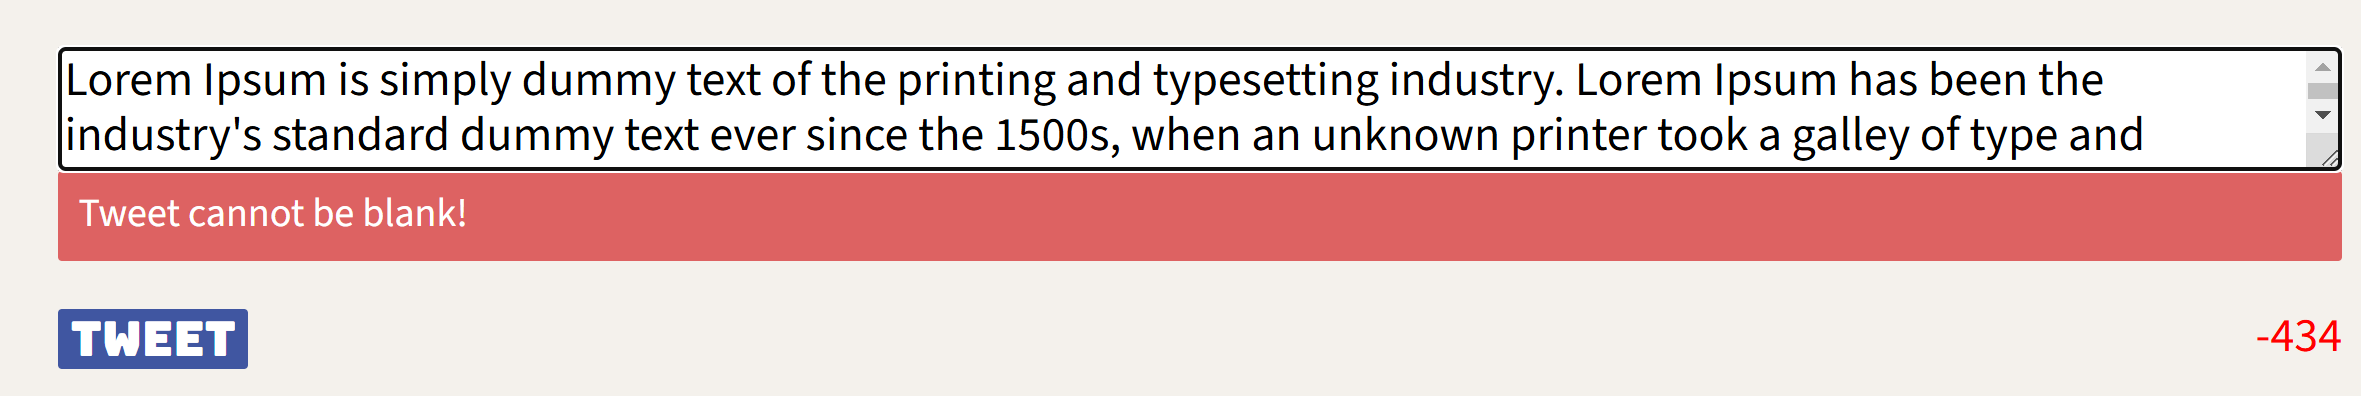 Lorem Ipsum is simply dummy text of the printing and typesetting industry. Lorem Ipsum has been the
industry's standard dummy text ever since the 1500s, when an unknown printer took a galley of type and
Tweet cannot be blank!
TWEET
-434